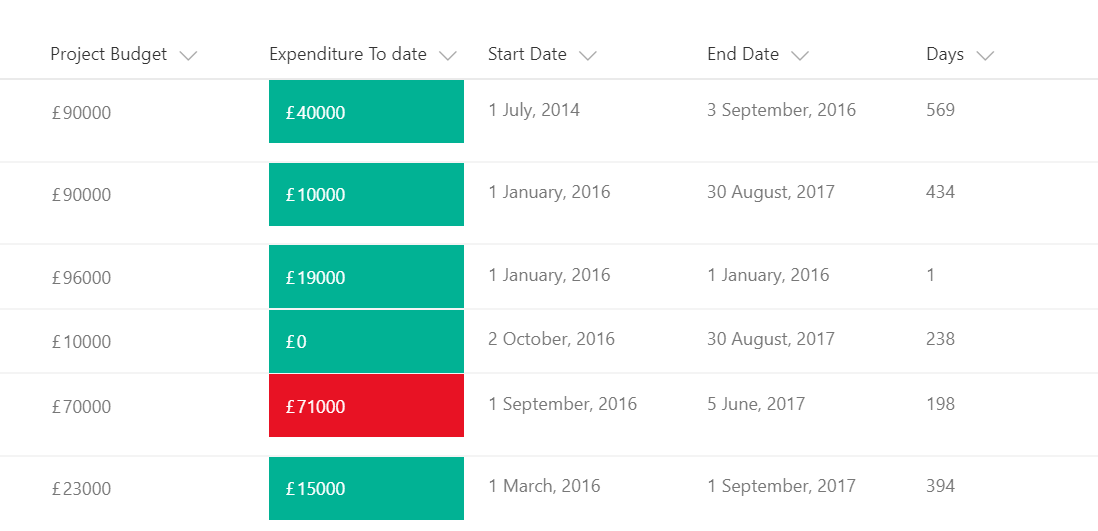 Project Budget Expenditure To date Start Date End Date Days
£90000 £40000 1 July, 2014 3 September, 2016 569
£90000 £10000 1 January, 2016 30 August, 2017 434
£96000 £19000 1 January, 2016 1 January, 2016 1
£10000 £0 2 October, 2016 30 August, 2017 238
£70000 £71000 1 September, 2016 5 June, 2017 198
£23000 £15000 1 March, 2016 1 September, 2017 394